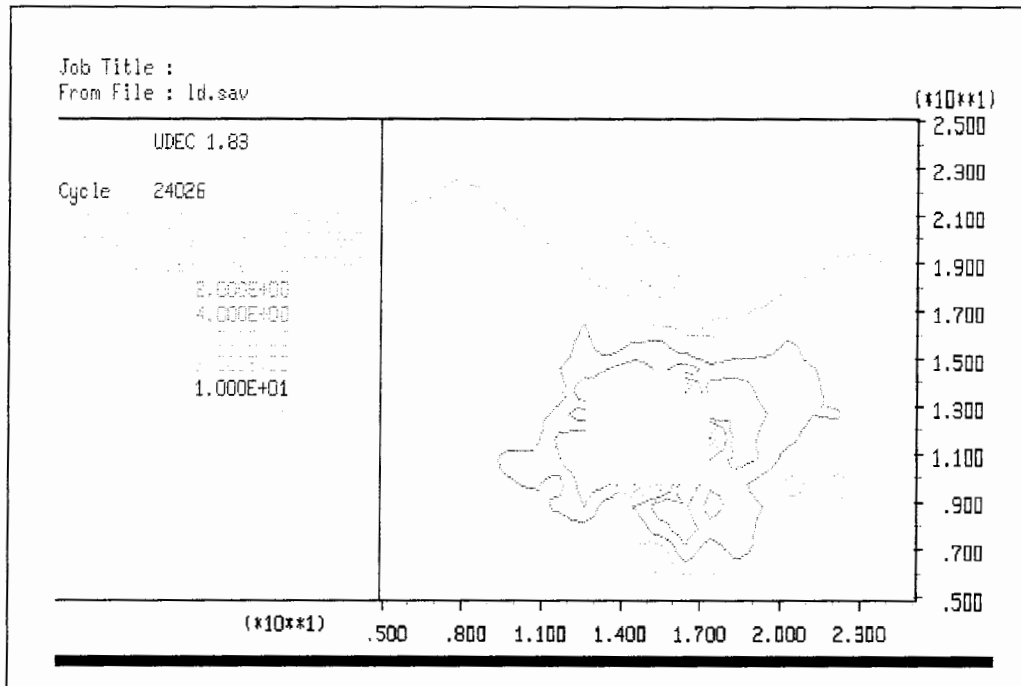 Job Title :
From File : ld.sav
(*10**1)
UDEC 1.83
Cycle 24026
2.000E+00
4.000E+00
1.000E+01
2.500
2.300
2.100
1.900
1.700
1.500
1.300
1.100
.900
.700
.500
(*10**1)
.500 .800 1.100 1.400 1.700 2.000 2.300